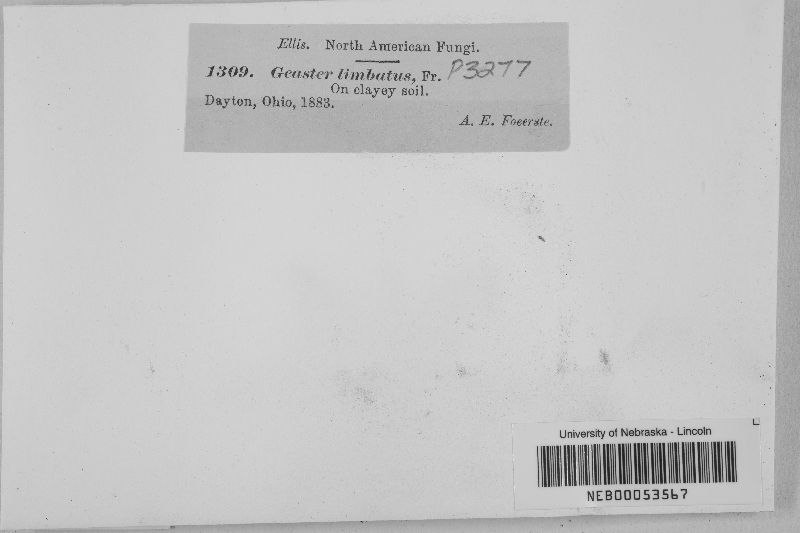 Ellis. North American Fungi.
1309. Geaster limbatus, Fr. P3277
On clayey soil.
Dayton, Ohio, 1883.
A. E. Foeerste.
University of Nebraska - Lincoln
NEB00053567